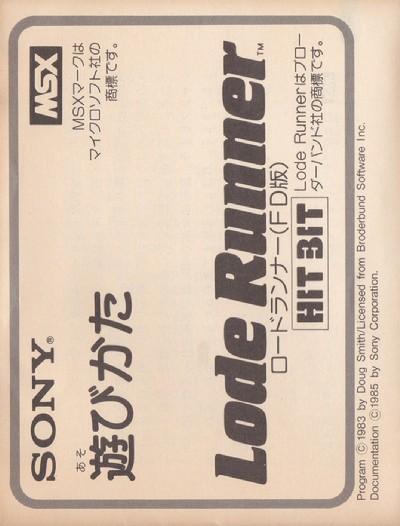 SONY®
MSX
MSXマークは
マイクロソフト社の
商標です。
あそ
遊びかた
Lode Runner™
ロードランナー(FD版)
HIT BIT
Lode Runnerはブロー
ダーバンド社の商標です。
Program ©1983 by Doug Smith/Licensed from Broderbund Software Inc.
Documentation ©1985 by Sony Corporation.